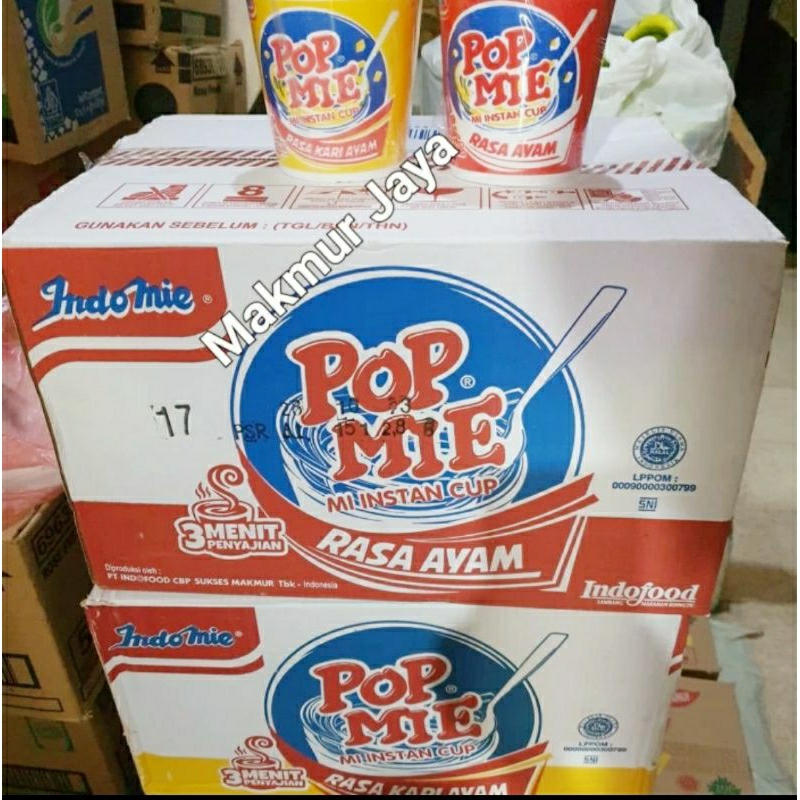 POP
MIE
MI INSTAN CUP
RASA KARI AYAM
POP
MIE
MI INSTAN CUP
RASA AYAM
GUNAKAN SEBELUM : (TGL/BLN/THN)
Makmur Jaya
Indomie ®
POP
MIE ®
MI INSTAN CUP
RASA AYAM
17
PSR
3 MENIT
PENYAJIAN
LPPOM :
00090000300799
SNI
Diproduksi oleh :
PT INDOFOOD CBP SUKSES MAKMUR Tbk - Indonesia
Indofood
Indomie ®
POP
MIE ®
MI INSTAN CUP
RASA KARI AYAM
3 MENIT
PENYAJIAN
LPPOM :
SNI